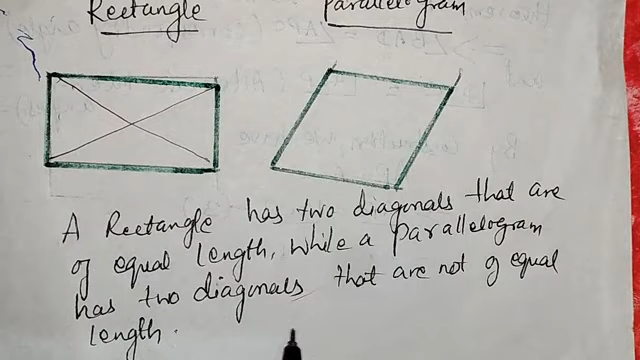 Rectangle
Parallelogram
A Rectangle has two diagonals that are
of equal length, while a parallelogram
has two diagonals that are not of equal
length.